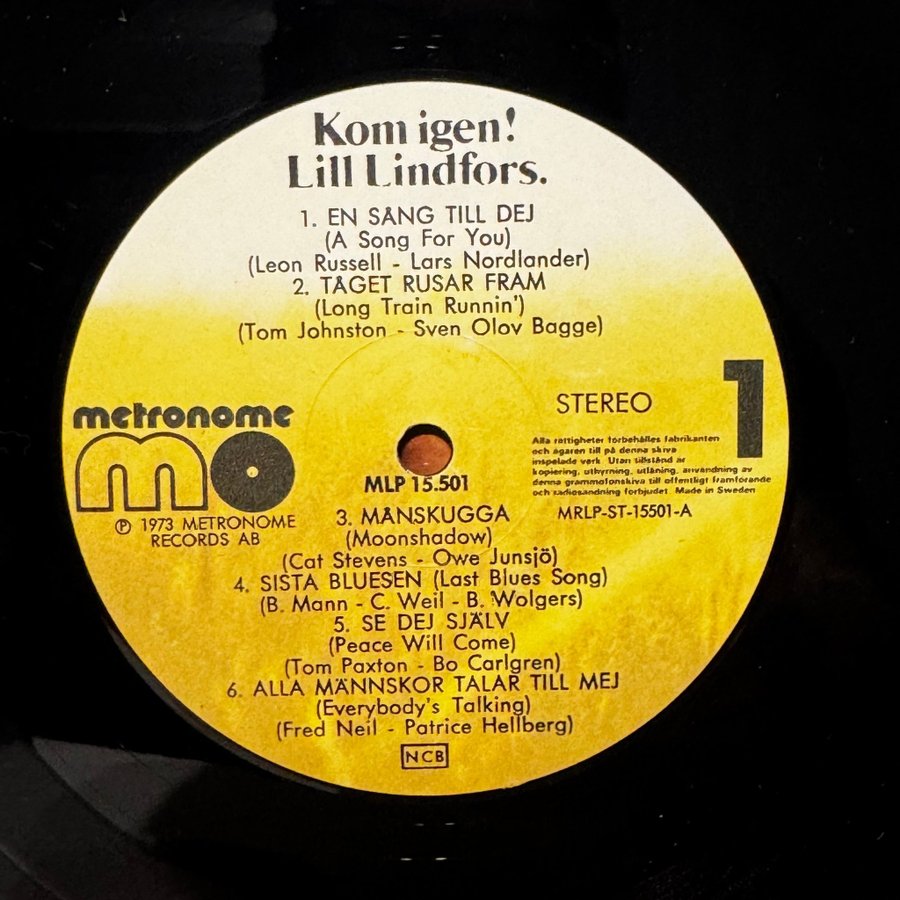 Kom igen!
Lill Lindfors.
1. EN SÅNG TILL DEJ
(A Song For You)
(Leon Russell - Lars Nordlander)
2. TÅGET RUSAR FRAM
(Long Train Runnin')
(Tom Johnston - Sven Olov Bagge)
metronome
mo
℗ 1973 METRONOME
RECORDS AB
MLP 15.501
STEREO
1
Alla rättigheter förbehålles fabrikanten
och ägaren till på denna skiva
inspelade verk. Utan tillstånd är
kopiering, uthyrning, utlåning, användning av
denna grammofonskiva till offentligt framförande
och radiosändning förbjudet. Made in Sweden
MRLP-ST-15501-A
3. MÅNSKUGGA
(Moonshadow)
(Cat Stevens - Owe Junsjö)
4. SISTA BLUESEN (Last Blues Song)
(B. Mann - C. Weil - B. Wolgers)
5. SE DEJ SJÄLV
(Peace Will Come)
(Tom Paxton - Bo Carlgren)
6. ALLA MÄNNSKOR TALAR TILL MEJ
(Everybody's Talking)
(Fred Neil - Patrice Hellberg)
NCB